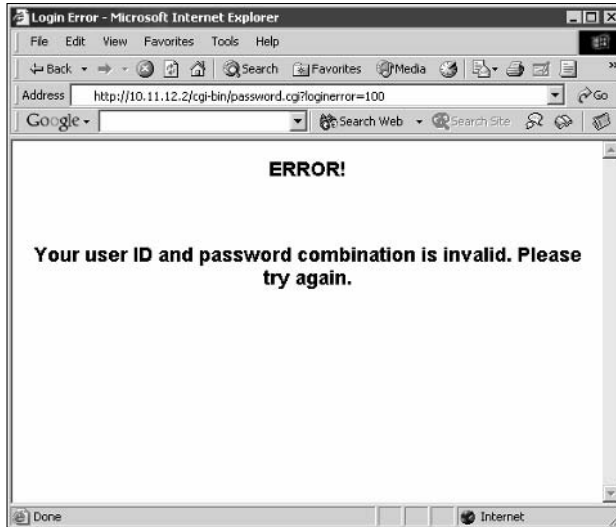 Login Error - Microsoft Internet Explorer
File Edit View Favorites Tools Help
Back Search Favorites Media »
Address http://10.11.12.2/cgi-bin/password.cgi?loginerror=100 Go
Google Search Web Search Site
ERROR!
Your user ID and password combination is invalid. Please
try again.
Done Internet